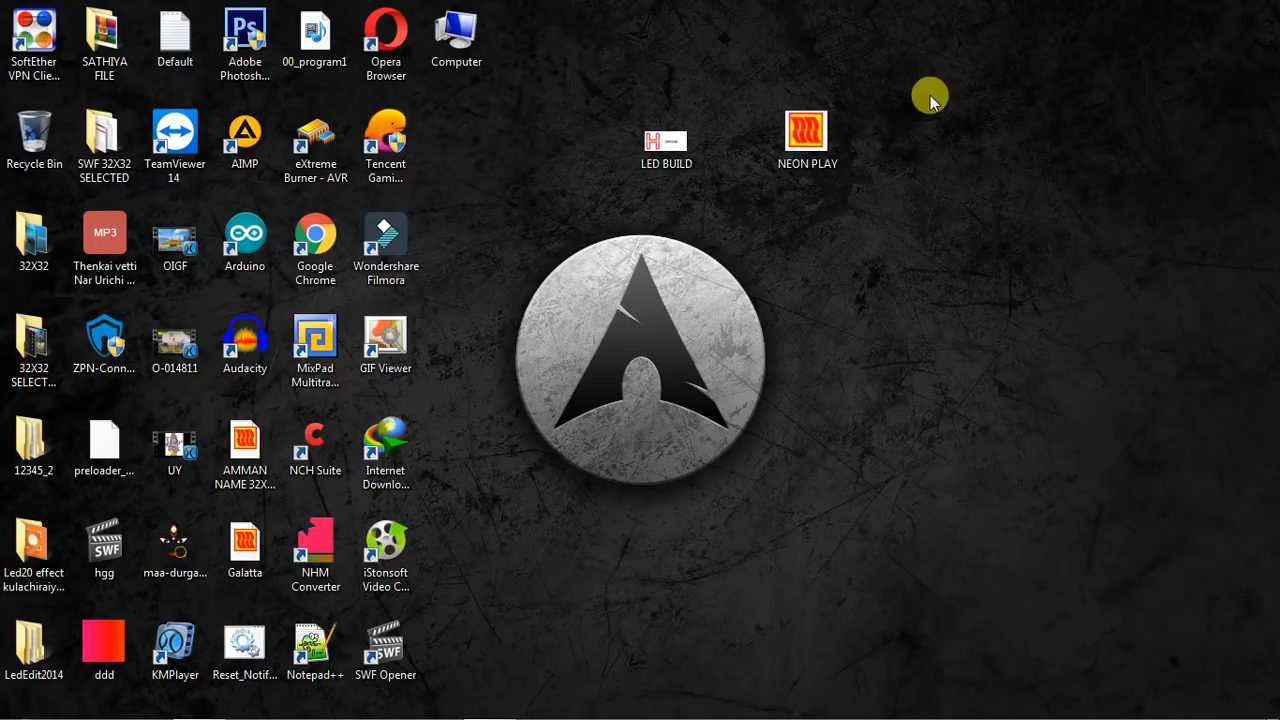 SoftEther
VPN Clie...
SATHIYA
FILE
Default
Adobe
Photosh...
00_program1
Opera
Browser
Computer
Recycle Bin
SWF 32X32
SELECTED
TeamViewer
14
AIMP
eXtreme
Burner - AVR
Tencent
Gami...
LED BUILD
NEON PLAY
32X32
MP3
Thenkai vetti
Nar Urichi ...
OIGF
Arduino
Google
Chrome
Wondershare
Filmora
32X32
SELECT...
ZPN-Conn...
O-014811
Audacity
MixPad
Multitra...
GIF Viewer
12345_2
preloader_...
UY
AMMAN
NAME 32X...
NCH Suite
Internet
Downlo...
Led20 effect
kulachiraiy...
SWF
hgg
maa-durga...
Galatta
NHM
Converter
iStonsoft
Video C...
LedEdit2014
ddd
KMPlayer
Reset_Notif...
Notepad++
SWF
SWF Opener